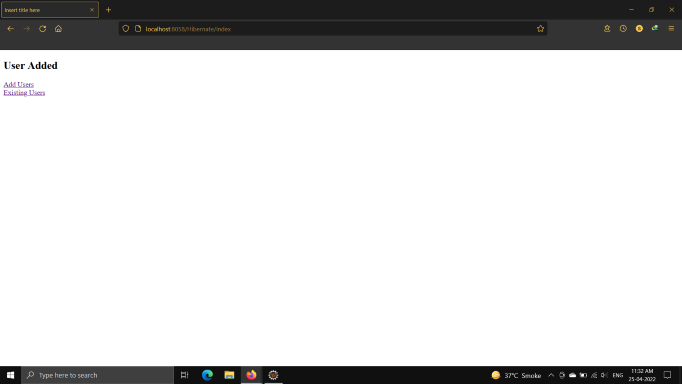 Insert title here
localhost:8058/Hibernate/index
User Added
Add Users
Existing Users
Type here to search
37°C Smoke
ENG
11:32 AM
25-04-2022